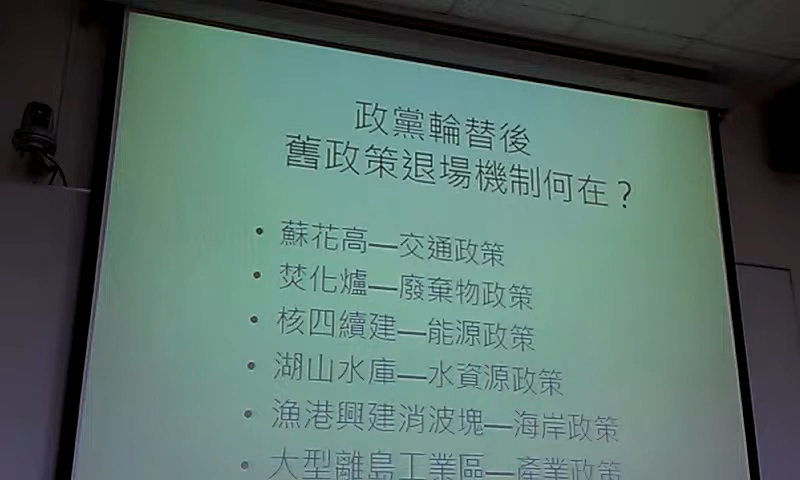 政黨輪替後
舊政策退場機制何在？
• 蘇花高—交通政策
• 焚化爐—廢棄物政策
• 核四續建—能源政策
• 湖山水庫—水資源政策
• 漁港興建消波塊—海岸政策
• 大型離島工業區—產業政策